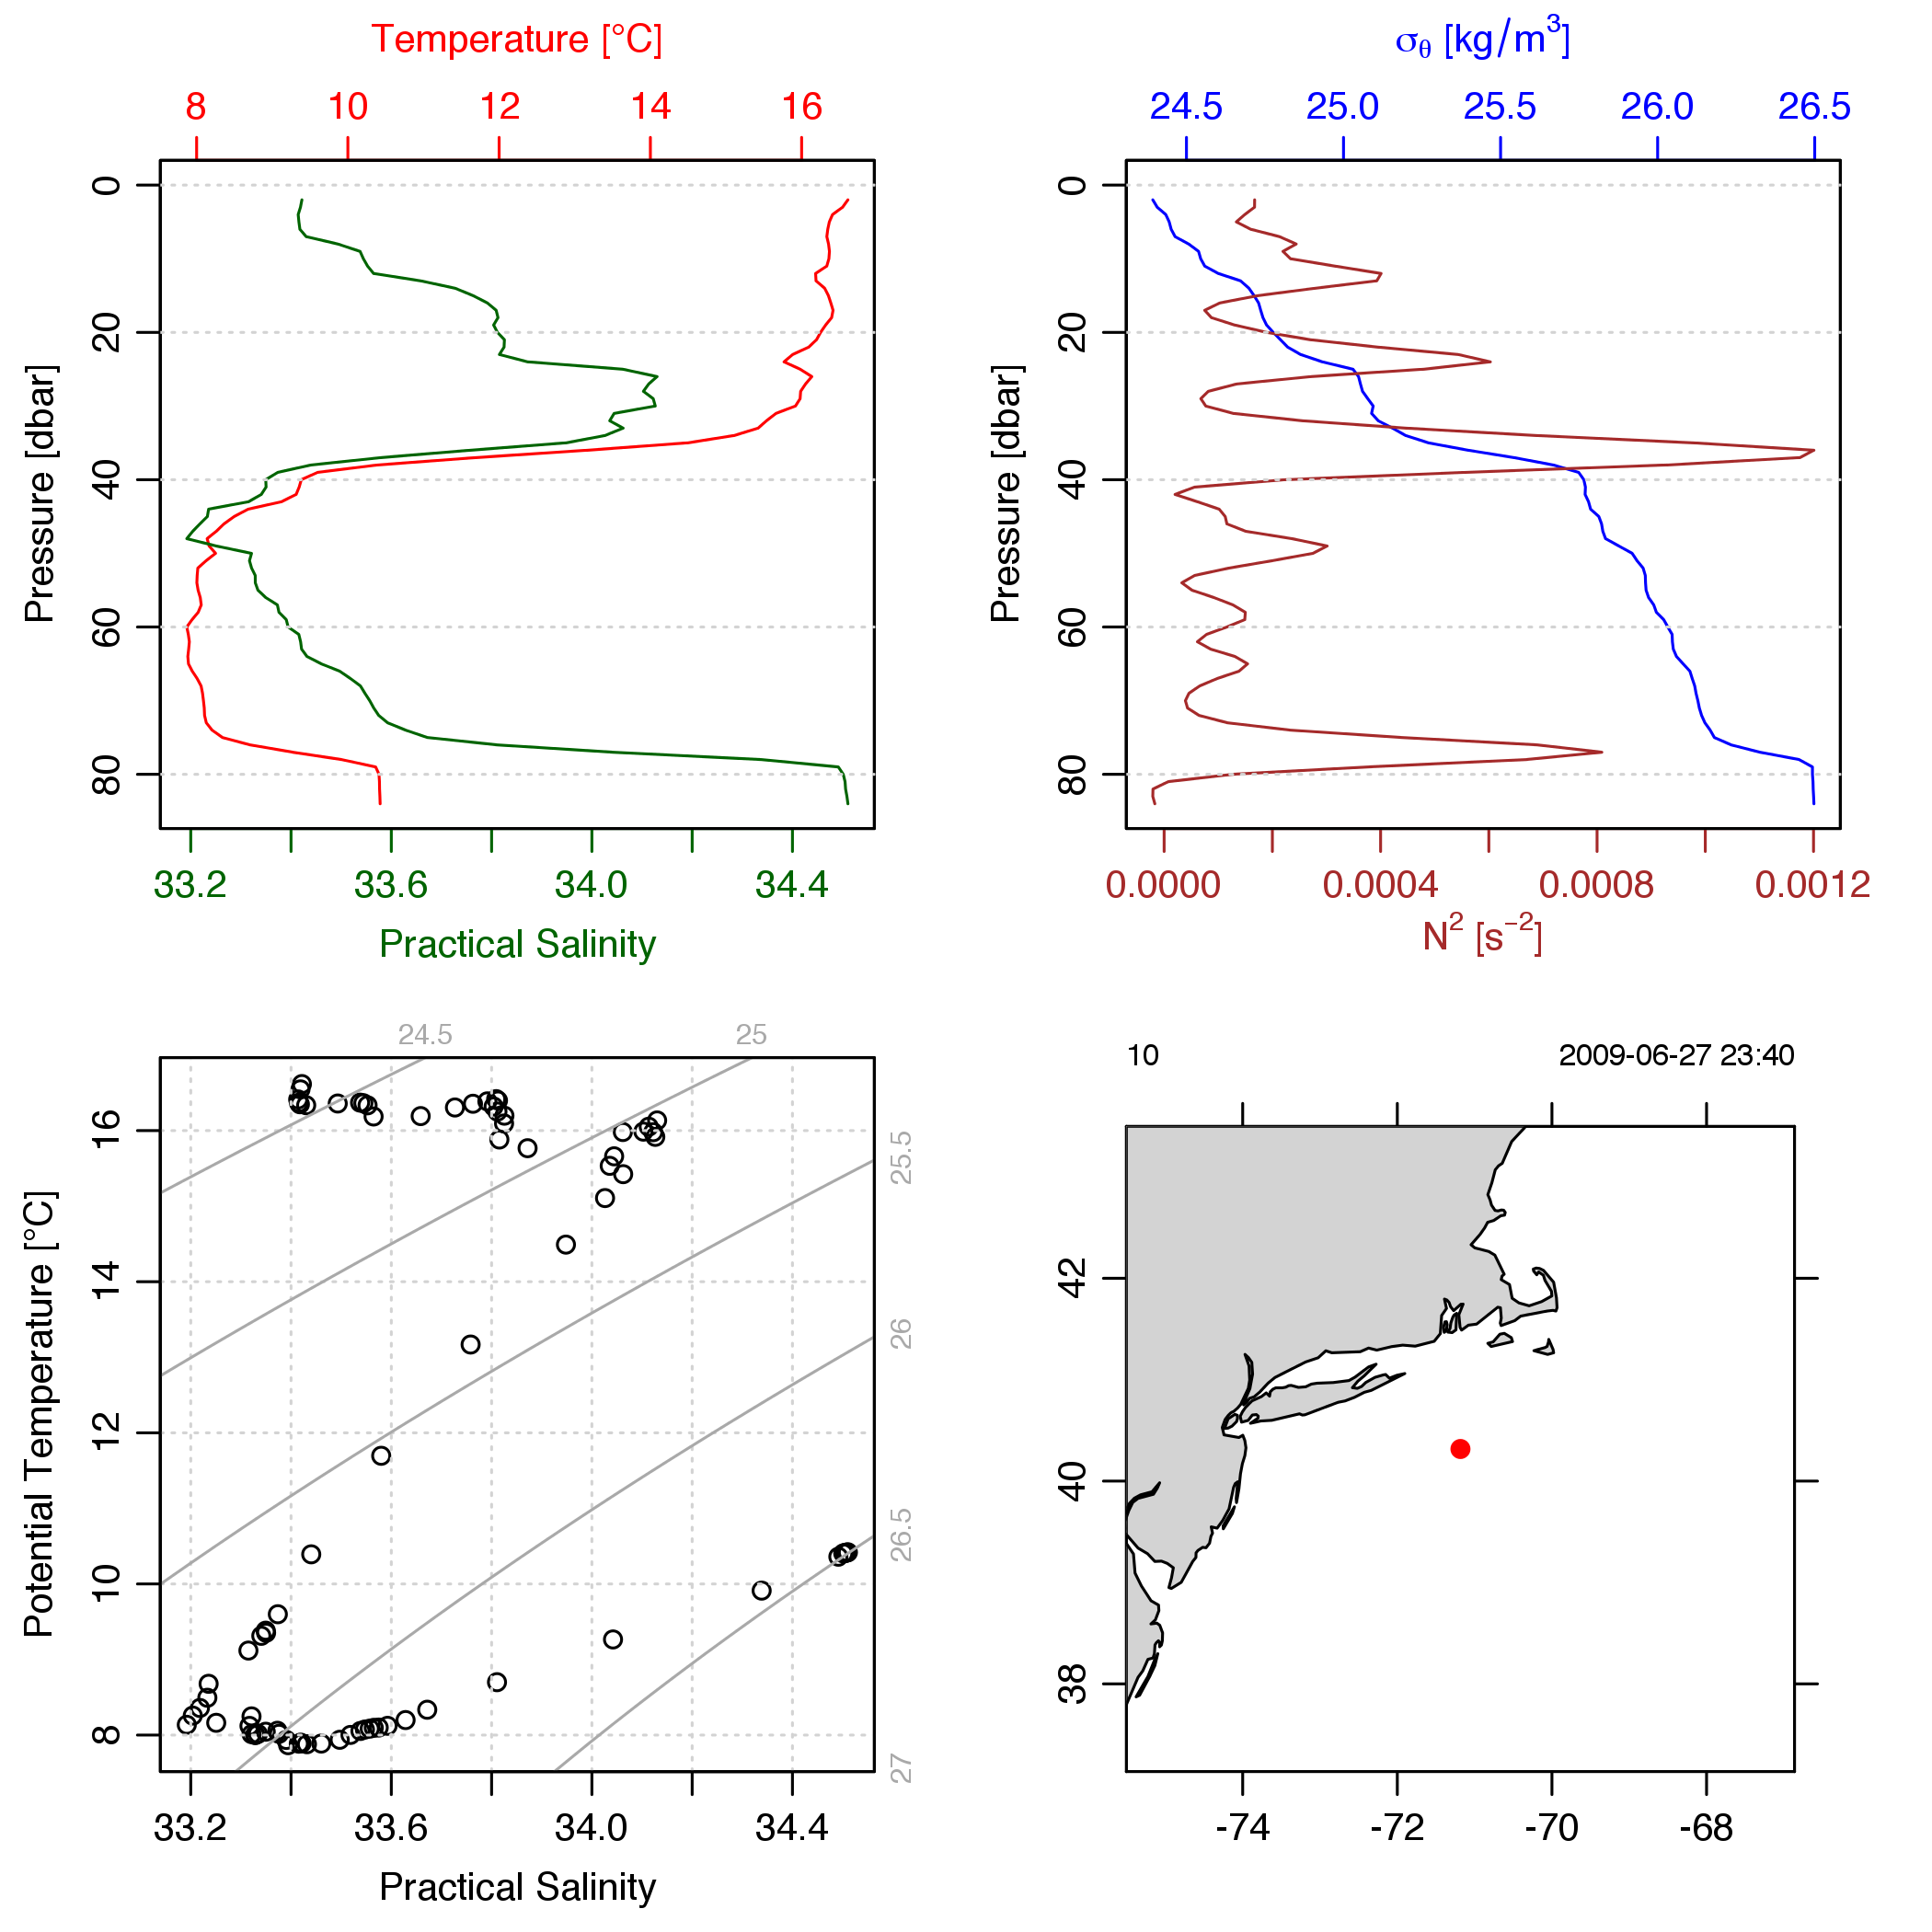 Temperature [°C]
8 10 12 14 16
0 20 40 60 80
Pressure [dbar]
33.2 33.6 34.0 34.4
Practical Salinity
σθ [kg/m³]
24.5 25.0 25.5 26.0 26.5
0 20 40 60 80
Pressure [dbar]
0.0000 0.0004 0.0008 0.0012
N² [s⁻²]
24.5 25
25.5
26
26.5
27
16 14 12 10 8
Potential Temperature [°C]
33.2 33.6 34.0 34.4
Practical Salinity
10 2009-06-27 23:40
42
40
38
-74 -72 -70 -68